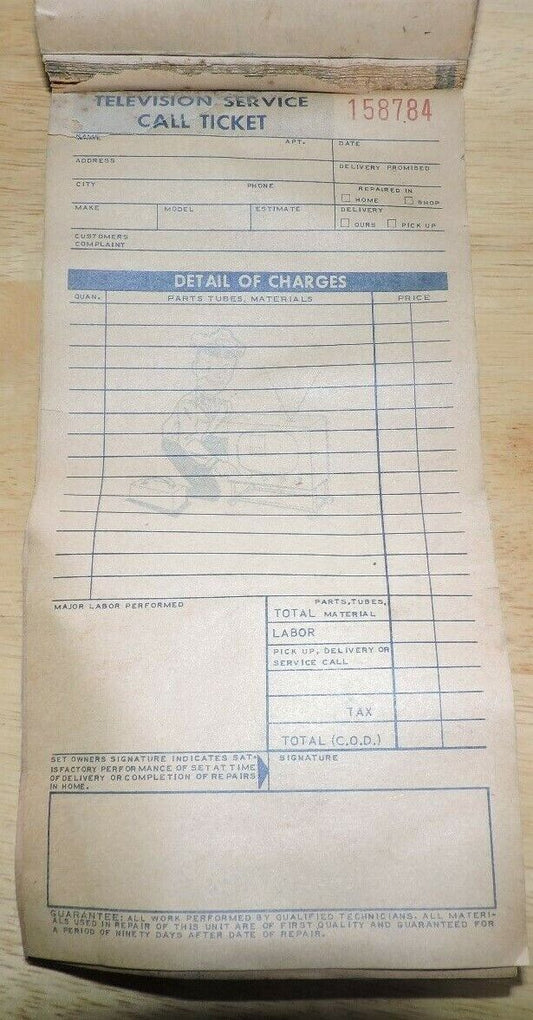 TELEVISION SERVICE
CALL TICKET
158784
NAME
APT.
DATE
ADDRESS
DELIVERY PROMISED
CITY
PHONE
REPAIRED IN
HOME
SHOP
MAKE
MODEL
ESTIMATE
DELIVERY
OURS
PICK UP
CUSTOMERS
COMPLAINT
DETAIL OF CHARGES
QUAN.
PARTS TUBES, MATERIALS
PRICE
MAJOR LABOR PERFORMED
PARTS, TUBES,
TOTAL MATERIAL
LABOR
PICK UP, DELIVERY OR
SERVICE CALL
TAX
TOTAL (C.O.D.)
SET OWNERS SIGNATURE INDICATES SAT-
ISFACTORY PERFORMANCE OF SET AT TIME
OF DELIVERY OR COMPLETION OF REPAIRS
IN HOME.
SIGNATURE
GUARANTEE: ALL WORK PERFORMED BY QUALIFIED TECHNICIANS. ALL MATERI-
ALS USED IN REPAIR OF THIS UNIT ARE OF FIRST QUALITY AND GUARANTEED FOR
A PERIOD OF NINETY DAYS AFTER DATE OF REPAIR.